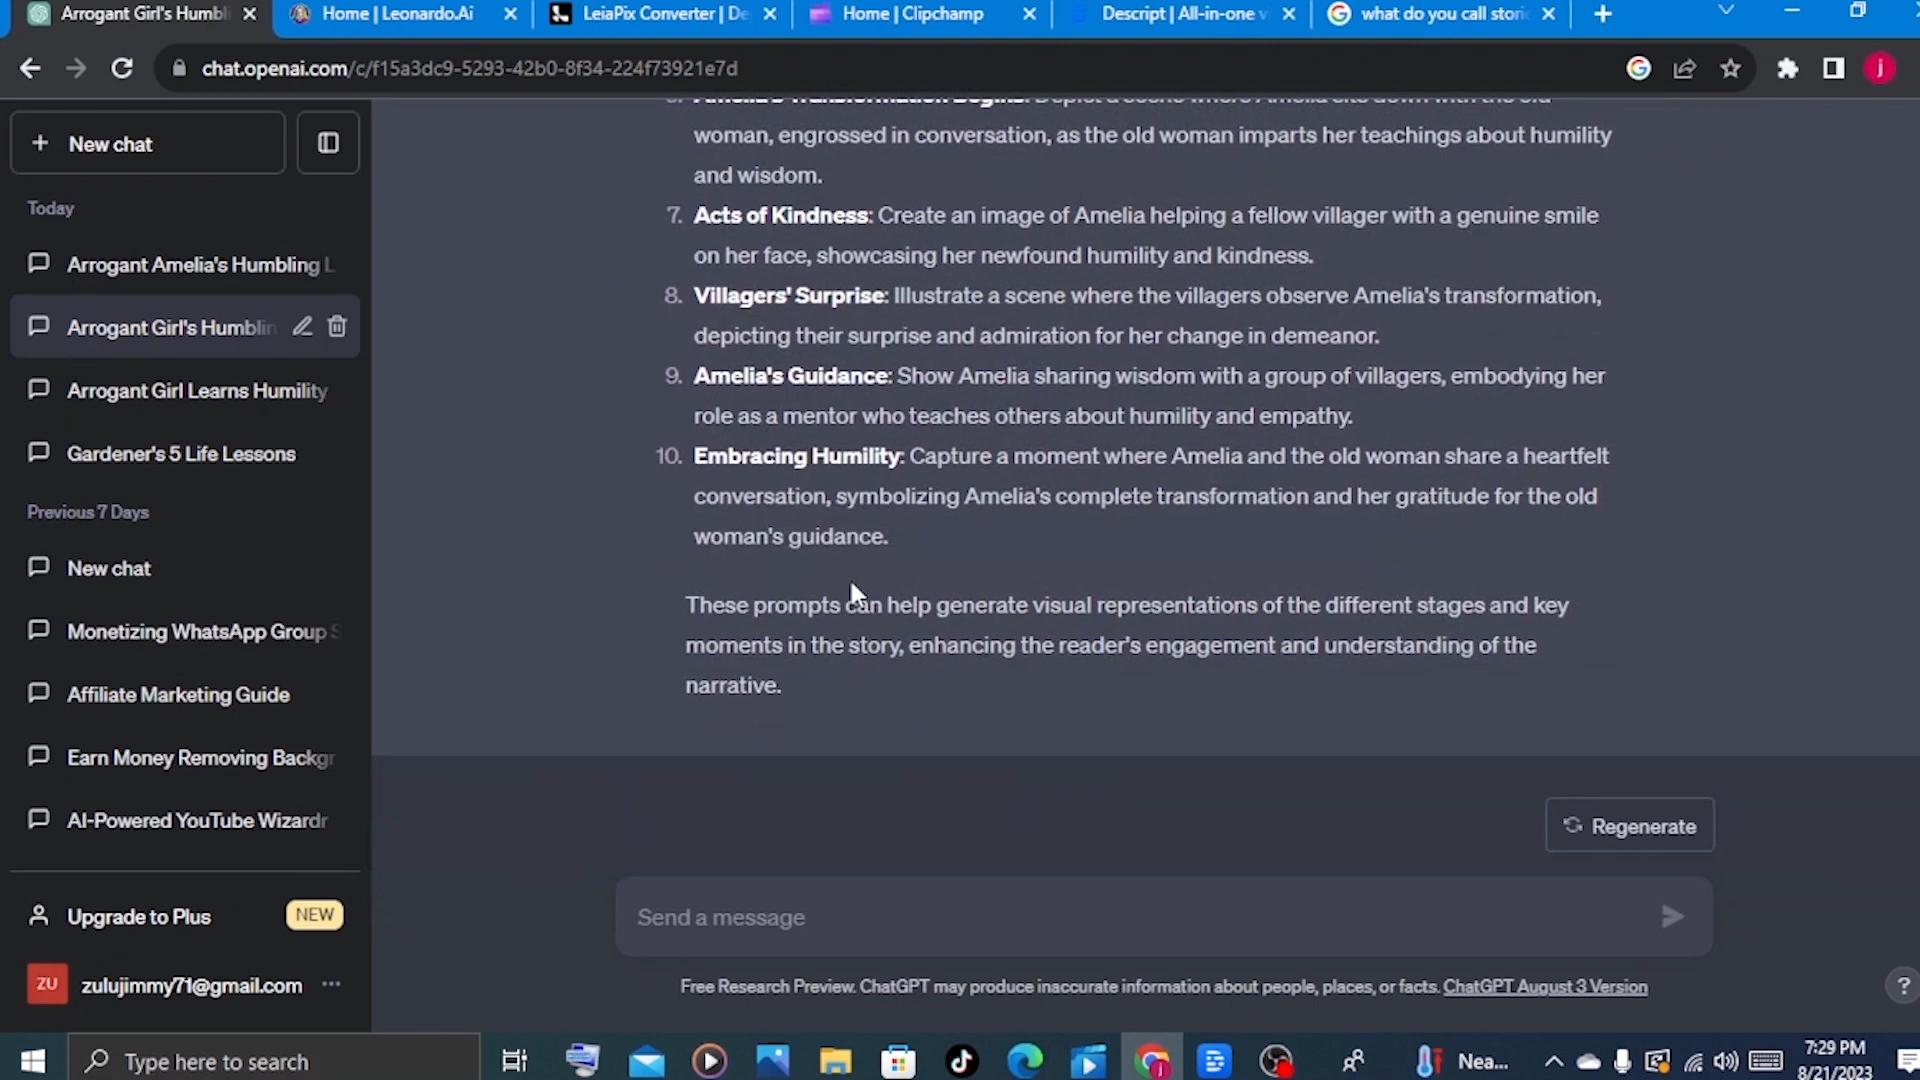 Arrogant Girl's Humbli
Home | Leonardo.Ai
LeiaPix Converter | De
Home | Clipchamp
Descript | All-in-one v
what do you call stori
chat.openai.com/c/f15a3dc9-5293-42b0-8f34-224f73921e7d
j
New chat
Today
Arrogant Amelia's Humbling L
Arrogant Girl's Humblin
Arrogant Girl Learns Humility
Gardener's 5 Life Lessons
Previous 7 Days
New chat
Monetizing WhatsApp Group S
Affiliate Marketing Guide
Earn Money Removing Backgr
AI-Powered YouTube Wizardr
Upgrade to Plus
NEW
ZU
zulujimmy71@gmail.com
woman, engrossed in conversation, as the old woman imparts her teachings about humility
and wisdom.
7. Acts of Kindness: Create an image of Amelia helping a fellow villager with a genuine smile
on her face, showcasing her newfound humility and kindness.
8. Villagers' Surprise: Illustrate a scene where the villagers observe Amelia's transformation,
depicting their surprise and admiration for her change in demeanor.
9. Amelia's Guidance: Show Amelia sharing wisdom with a group of villagers, embodying her
role as a mentor who teaches others about humility and empathy.
10. Embracing Humility: Capture a moment where Amelia and the old woman share a heartfelt
conversation, symbolizing Amelia's complete transformation and her gratitude for the old
woman's guidance.
These prompts can help generate visual representations of the different stages and key
moments in the story, enhancing the reader's engagement and understanding of the
narrative.
Regenerate
Send a message
Free Research Preview. ChatGPT may produce inaccurate information about people, places, or facts. ChatGPT August 3 Version
?
Type here to search
Nea...
7:29 PM
8/21/2023